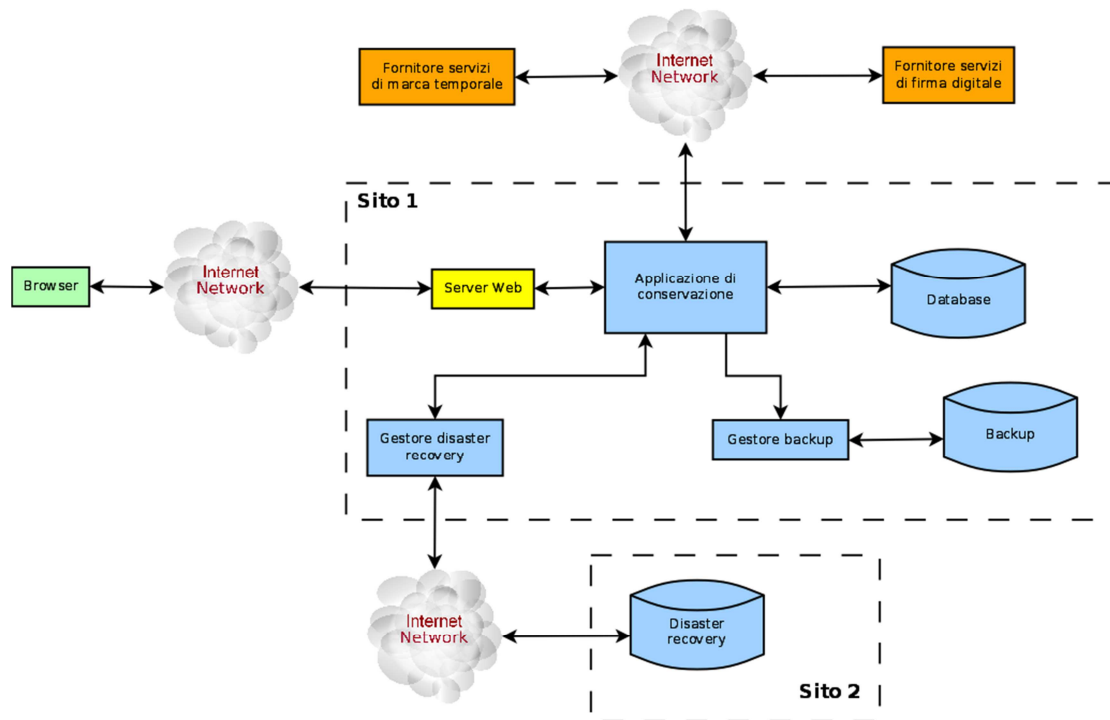 Fornitore servizi
di marca temporale
Internet
Network
Fornitore servizi
di firma digitale
Sito 1
Browser
Internet
Network
Server Web
Applicazione di
conservazione
Database
Gestore disaster
recovery
Gestore backup
Backup
Internet
Network
Disaster
recovery
Sito 2